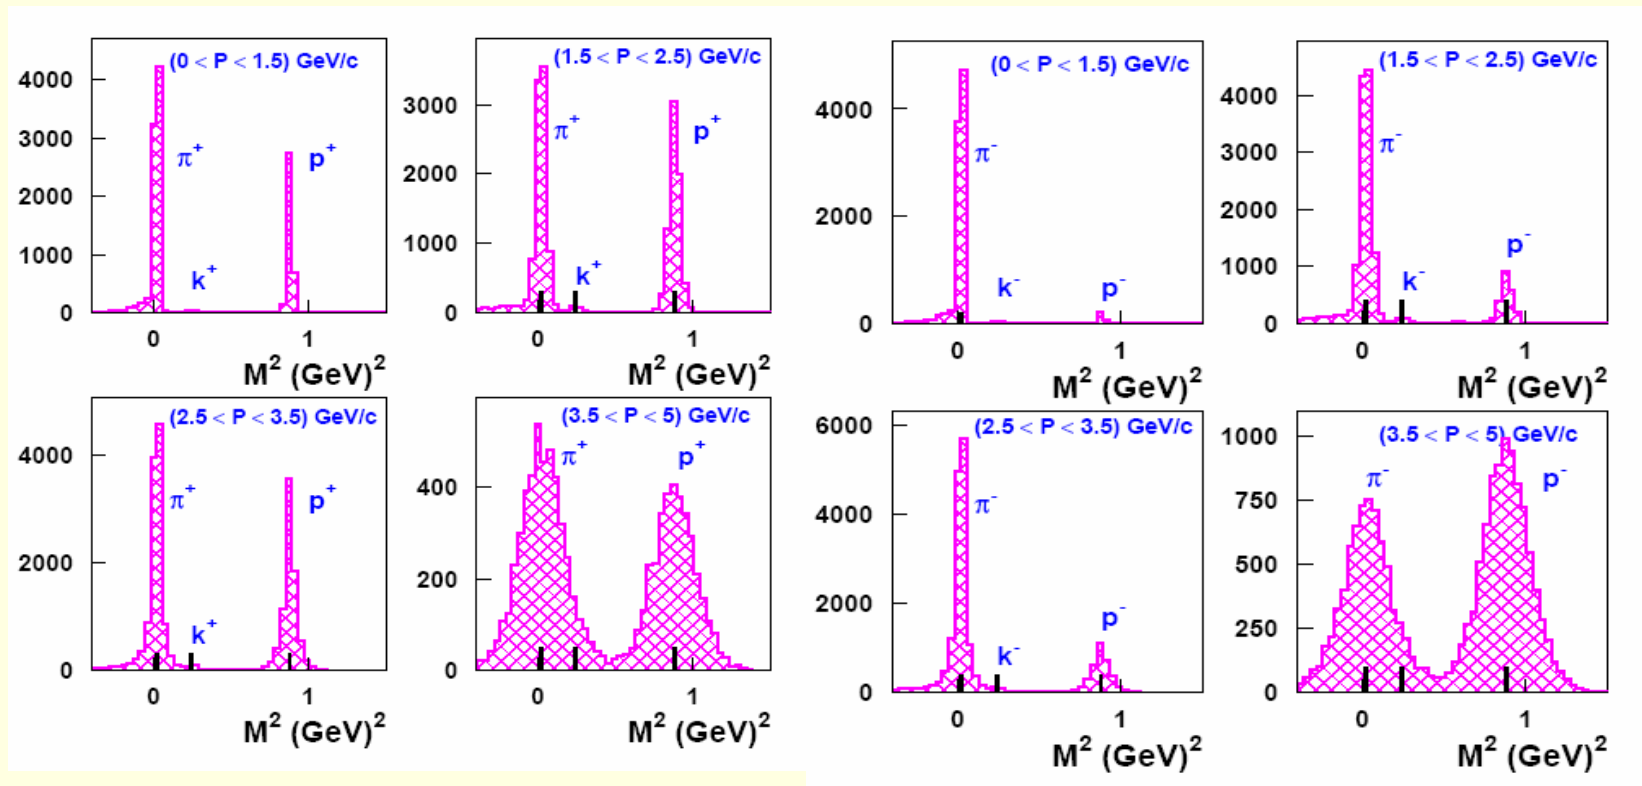 (0 < P < 1.5) GeV/c
4000
3000
2000
1000
0
π⁺
k⁺
p⁺
0 1
M² (GeV)²
(1.5 < P < 2.5) GeV/c
3000
2000
1000
0
π⁺
k⁺
p⁺
0 1
M² (GeV)²
(0 < P < 1.5) GeV/c
4000
2000
0
π⁻
k⁻
p⁻
0 1
M² (GeV)²
(1.5 < P < 2.5) GeV/c
4000
3000
2000
1000
0
π⁻
k⁻
p⁻
0 1
M² (GeV)²
(2.5 < P < 3.5) GeV/c
4000
2000
0
π⁺
k⁺
p⁺
0 1
M² (GeV)²
(3.5 < P < 5) GeV/c
400
200
0
π⁺
p⁺
0 1
M² (GeV)²
(2.5 < P < 3.5) GeV/c
6000
4000
2000
0
π⁻
k⁻
p⁻
0 1
M² (GeV)²
(3.5 < P < 5) GeV/c
1000
750
500
250
0
π⁻
p⁻
0 1
M² (GeV)²